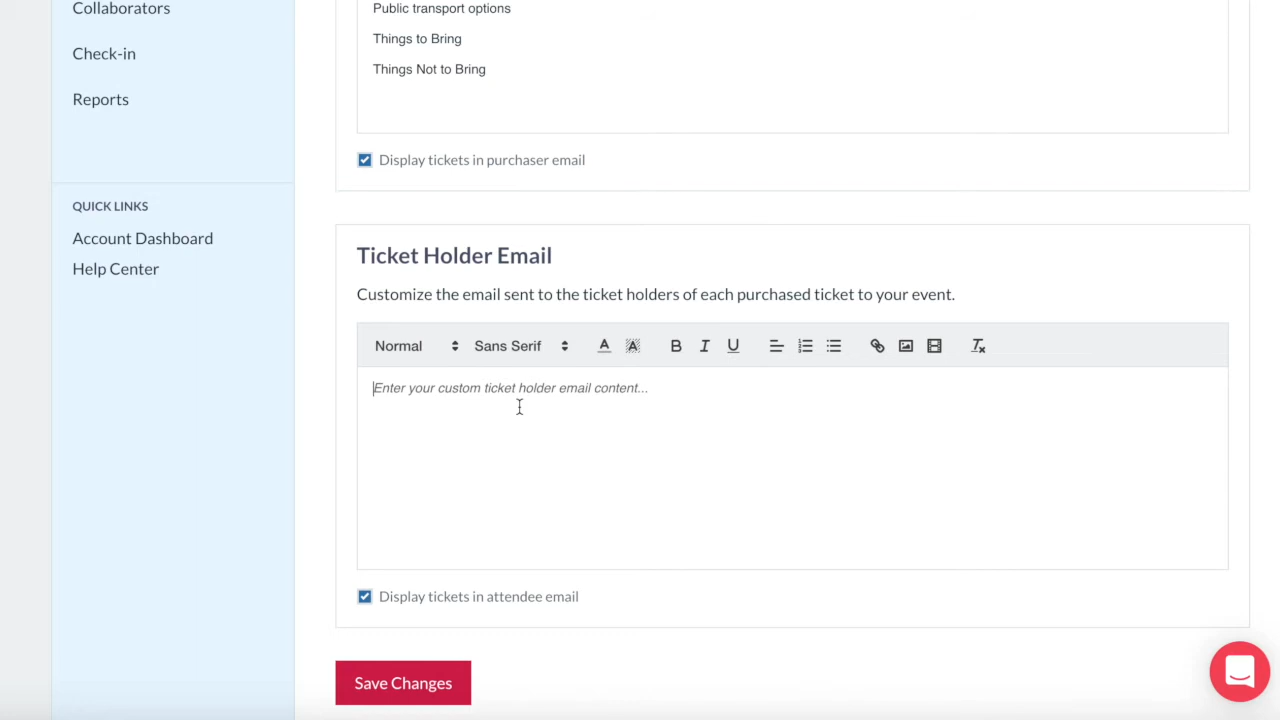 Collaborators
Check-in
Reports
QUICK LINKS
Account Dashboard
Help Center
Public transport options
Things to Bring
Things Not to Bring
Display tickets in purchaser email
Ticket Holder Email
Customize the email sent to the ticket holders of each purchased ticket to your event.
Normal Sans Serif
Enter your custom ticket holder email content...
Display tickets in attendee email
Save Changes